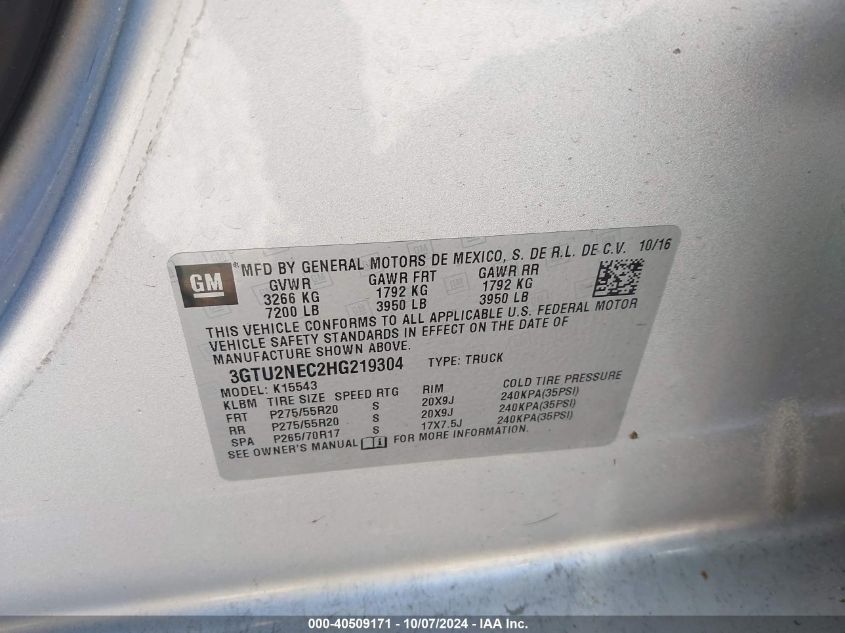 GM
® MFD BY GENERAL MOTORS DE MEXICO, S. DE R.L. DE C.V. 10/16
GVWR GAWR FRT GAWR RR
3266 KG 1792 KG 1792 KG
7200 LB 3950 LB 3950 LB
THIS VEHICLE CONFORMS TO ALL APPLICABLE U.S. FEDERAL MOTOR
VEHICLE SAFETY STANDARDS IN EFFECT ON THE DATE OF
MANUFACTURE SHOWN ABOVE.
3GTU2NEC2HG219304 TYPE: TRUCK
MODEL: K15543
KLBM TIRE SIZE SPEED RTG RIM COLD TIRE PRESSURE
FRT P275/55R20 S 20X9J 240KPA(35PSI)
RR P275/55R20 S 20X9J 240KPA(35PSI)
SPA P265/70R17 S 17X7.5J 240KPA(35PSI)
SEE OWNER'S MANUAL FOR MORE INFORMATION.
000-40509171 - 10/07/2024 - IAA Inc.